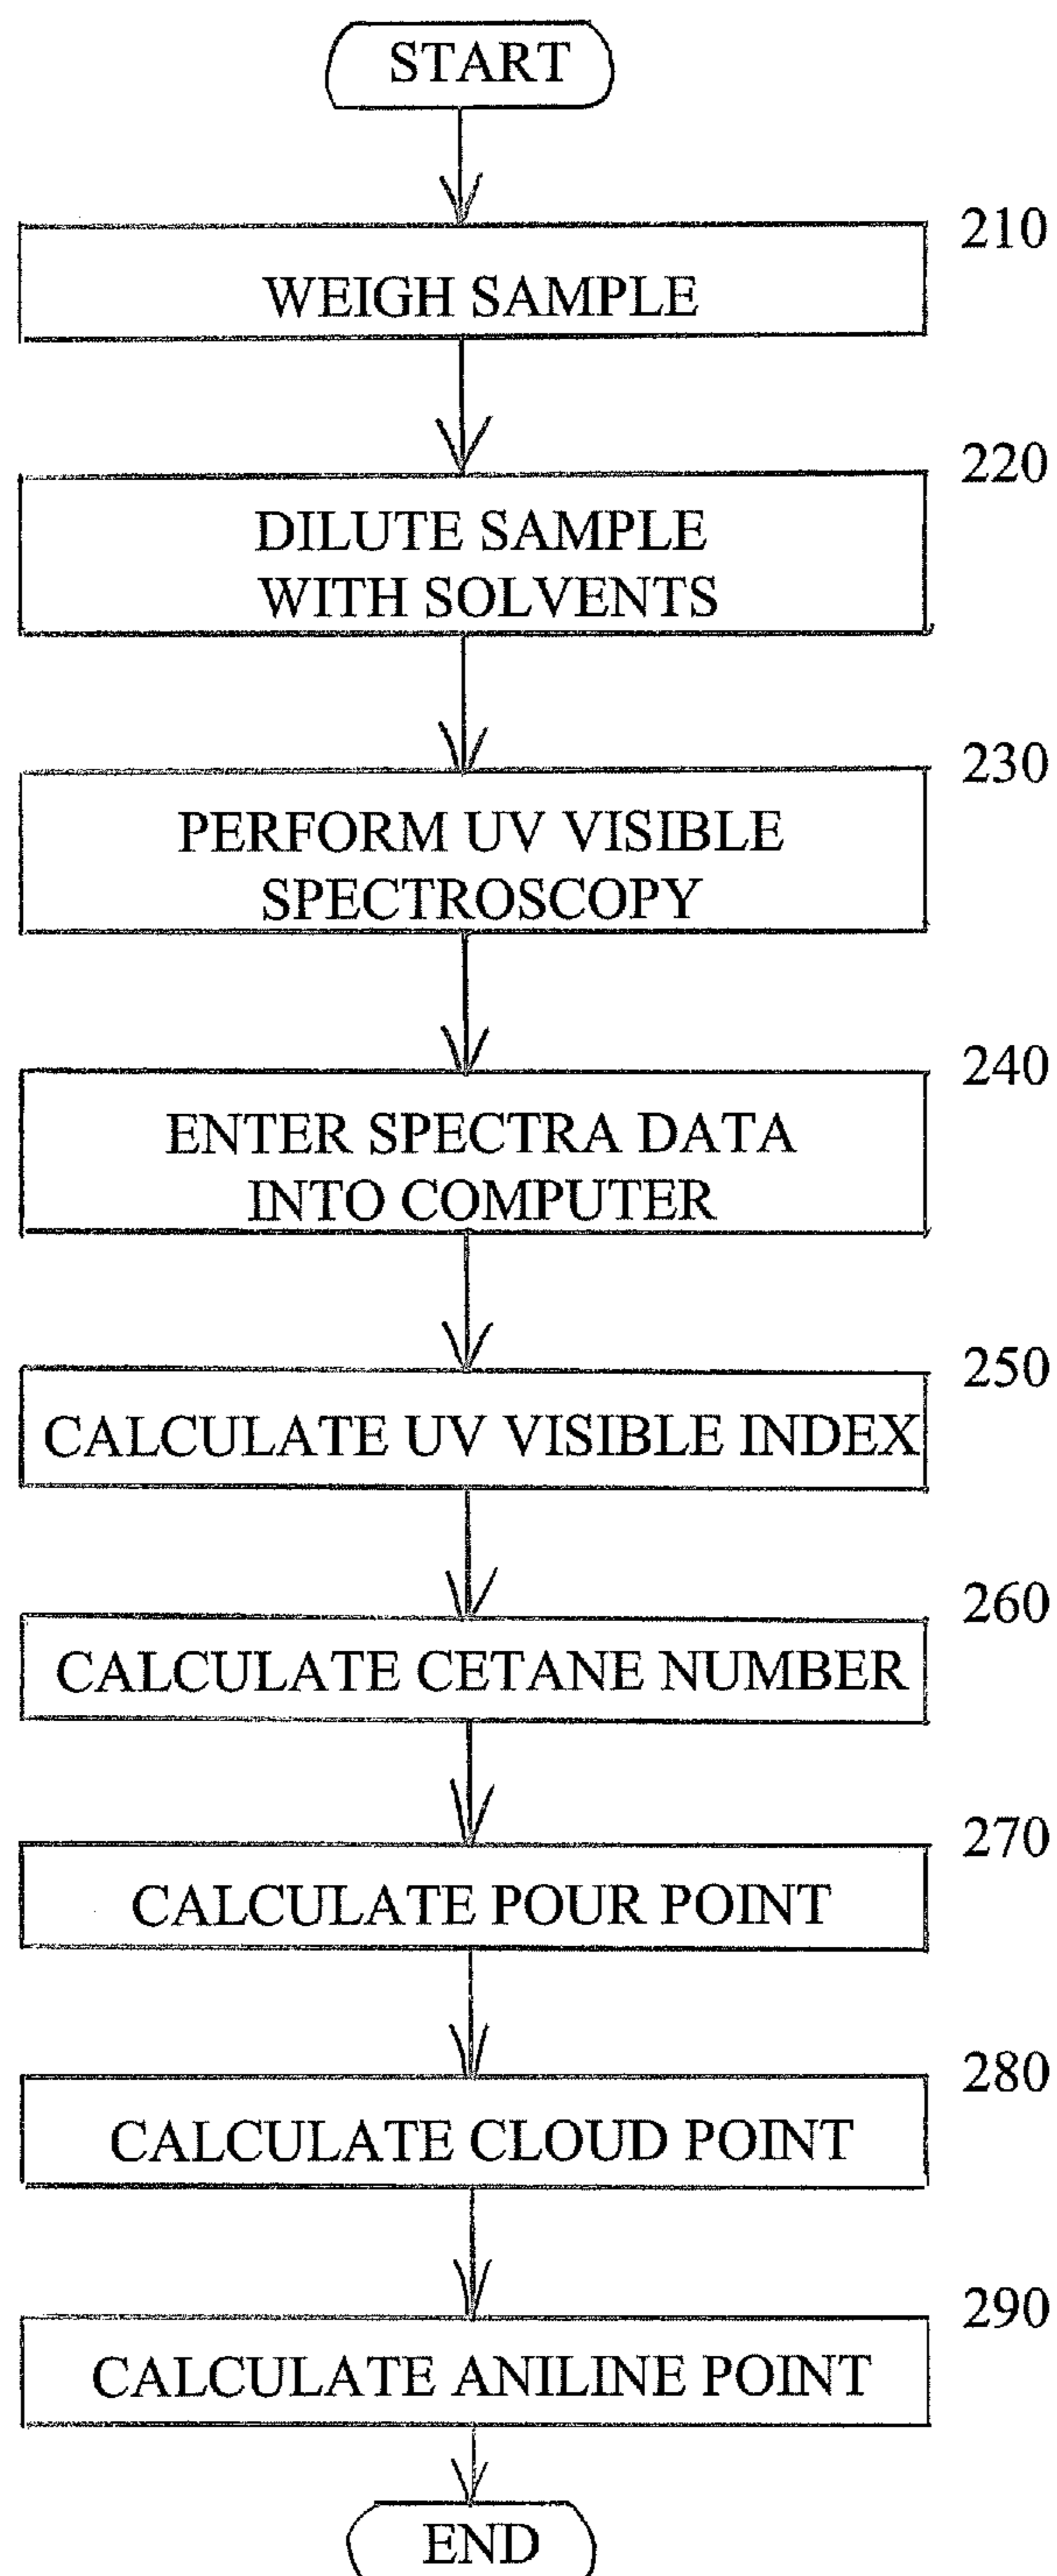 START
210
WEIGH SAMPLE
220
DILUTE SAMPLE
WITH SOLVENTS
230
PERFORM UV VISIBLE
SPECTROSCOPY
240
ENTER SPECTRA DATA
INTO COMPUTER
250
CALCULATE UV VISIBLE INDEX
260
CALCULATE CETANE NUMBER
270
CALCULATE POUR POINT
280
CALCULATE CLOUD POINT
290
CALCULATE ANILINE POINT
END